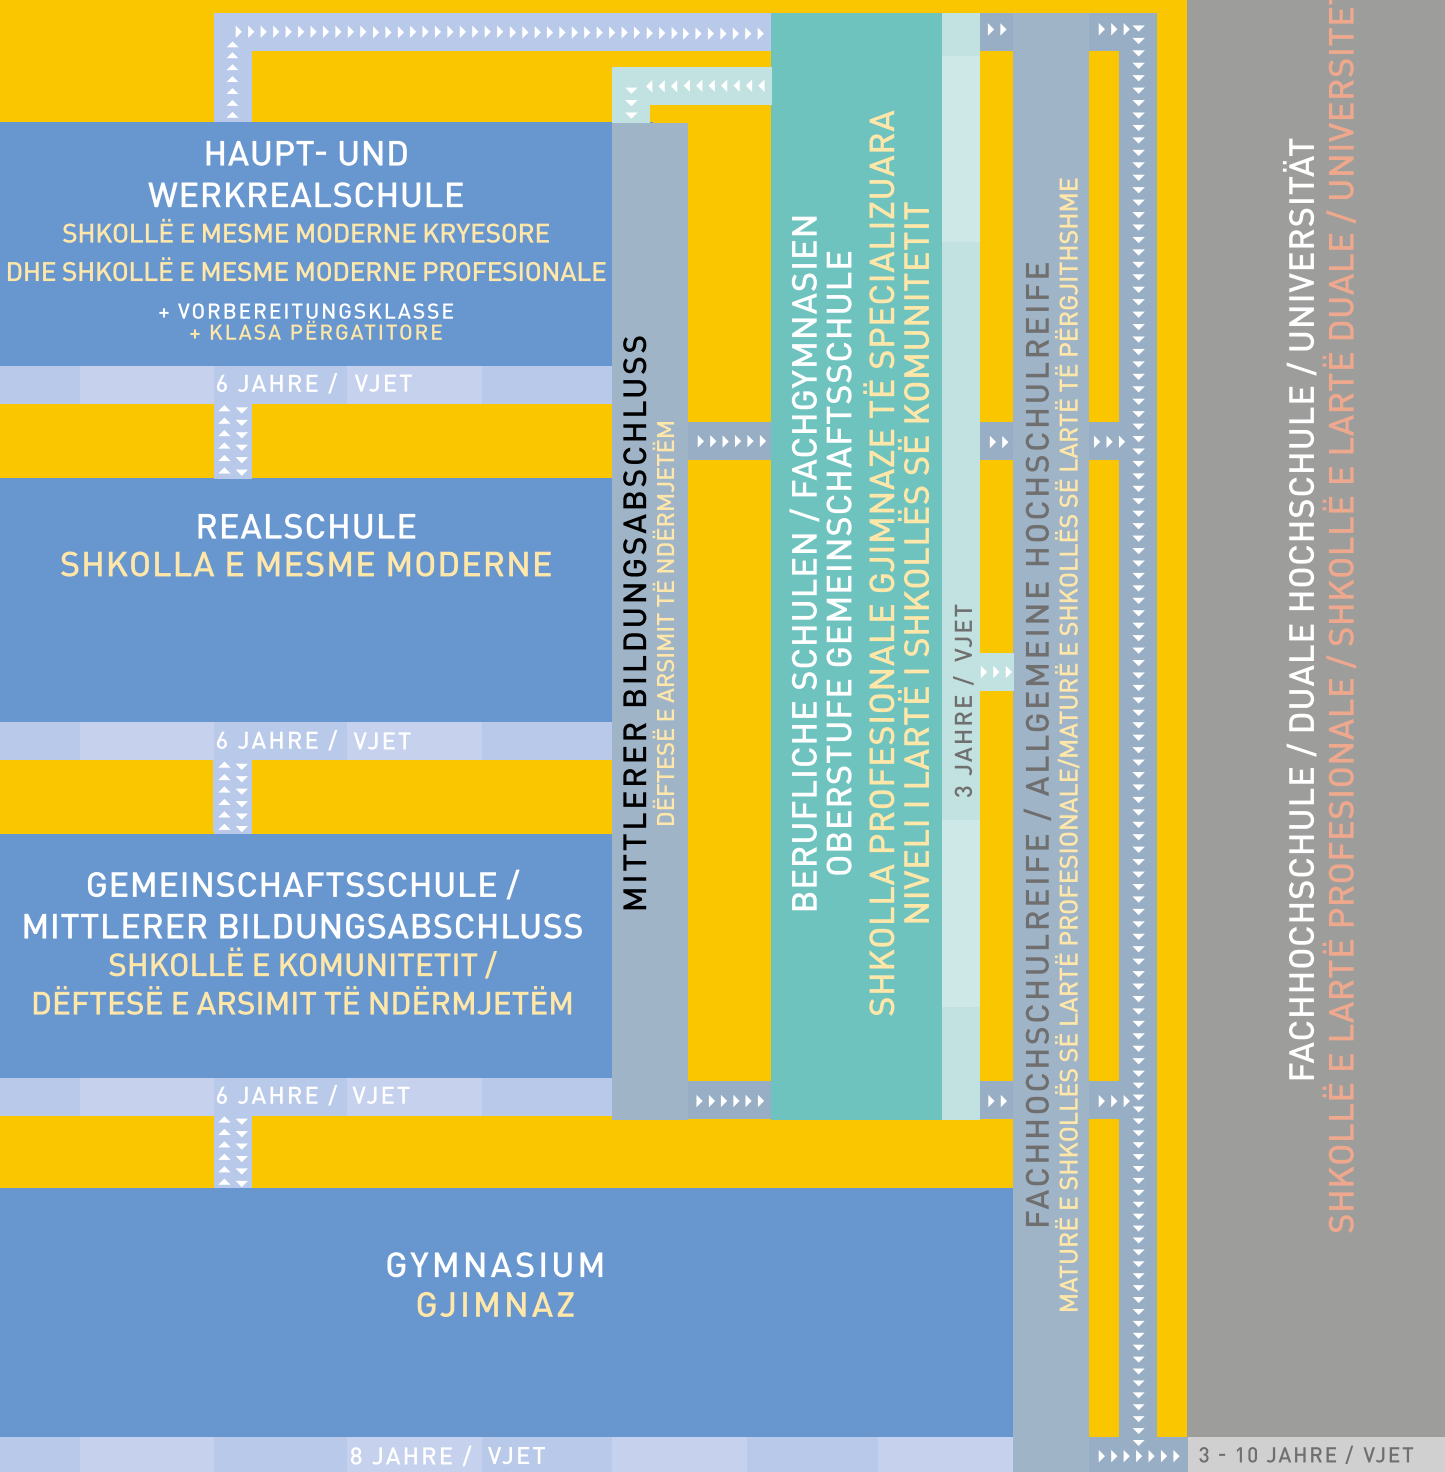 HAUPT- UND
WERKREALSCHULE
SHKOLLË E MESME MODERNE KRYESORE
DHE SHKOLLË E MESME MODERNE PROFESIONALE
+ VORBEREITUNGSKLASSE
+ KLASA PËRGATITORE
6 JAHRE / VJET
REALSCHULE
SHKOLLA E MESME MODERNE
6 JAHRE / VJET
GEMEINSCHAFTSSCHULE /
MITTLERER BILDUNGSABSCHLUSS
SHKOLLË E KOMUNITETIT /
DËFTESË E ARSIMIT TË NDËRMJETËM
6 JAHRE / VJET
GYMNASIUM
GJIMNAZ
8 JAHRE / VJET
MITTLERER BILDUNGSABSCHLUSS
DËFTESË E ARSIMIT TË NDËRMJETËM
BERUFLICHE SCHULEN / FACHGYMNASIEN
OBERSTUFE GEMEINSCHAFTSSCHULE
SHKOLLA PROFESIONALE GJIMNAZE TË SPECIALIZUARA
NIVELI I LARTË I SHKOLLËS SË KOMUNITETIT
3 JAHRE / VJET
FACHHOCHSCHULREIFE / ALLGEMEINE HOCHSCHULREIFE
MATURË E SHKOLLËS SË LARTË PROFESIONALE/MATURË E SHKOLLËS SË LARTË TË PËRGJITHSHME
FACHHOCHSCHULE / DUALE HOCHSCHULE / UNIVERSITÄT
SHKOLLË E LARTË PROFESIONALE / SHKOLLË E LARTË DUALE / UNIVERSITET
3 - 10 JAHRE / VJET